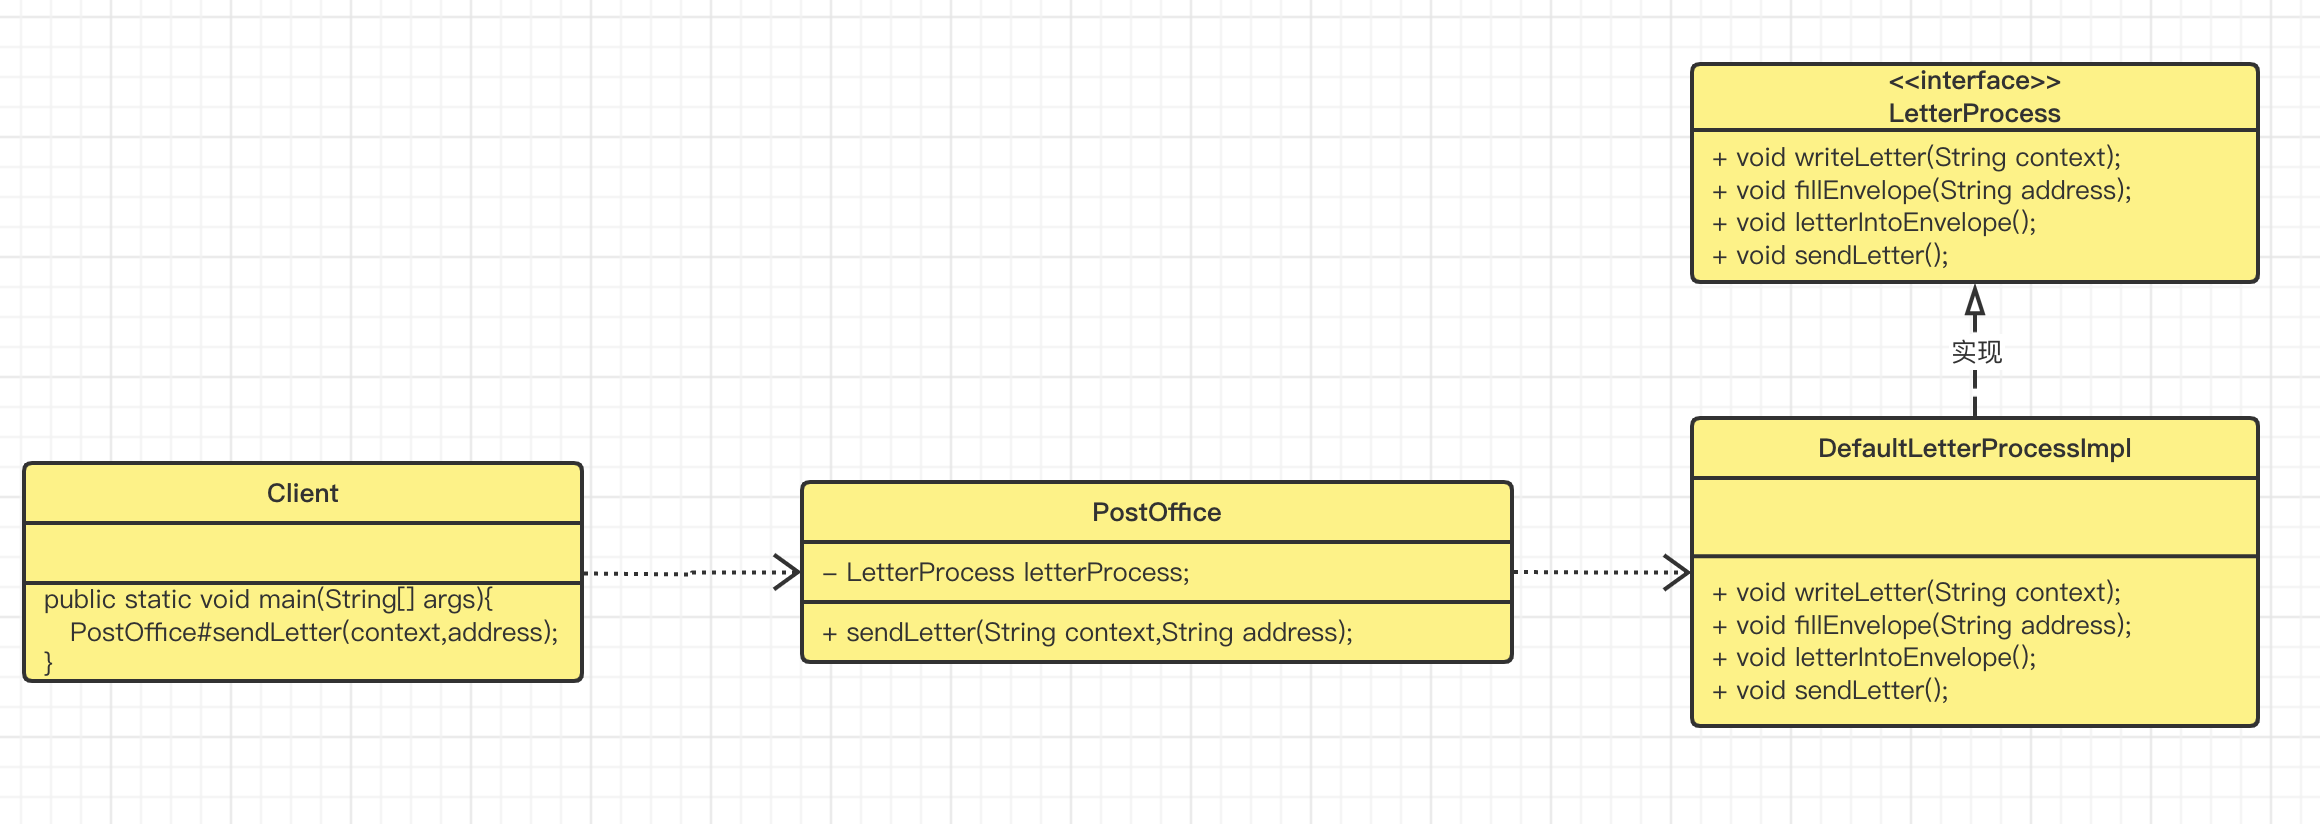 <<interface>>
LetterProcess
+ void writeLetter(String context);
+ void fillEnvelope(String address);
+ void letterIntoEnvelope();
+ void sendLetter();
实现
Client
public static void main(String[] args){
PostOffice#sendLetter(context,address);
}
PostOffice
– LetterProcess letterProcess;
+ sendLetter(String context,String address);
DefaultLetterProcessImpl
+ void writeLetter(String context);
+ void fillEnvelope(String address);
+ void letterIntoEnvelope();
+ void sendLetter();